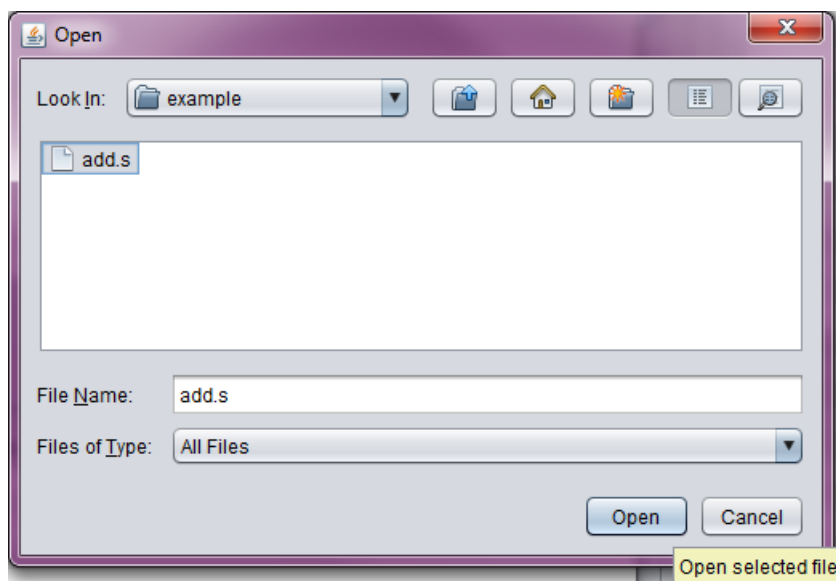 Open
Look In: example
add.s
File Name: add.s
Files of Type: All Files
Open Cancel
Open selected file